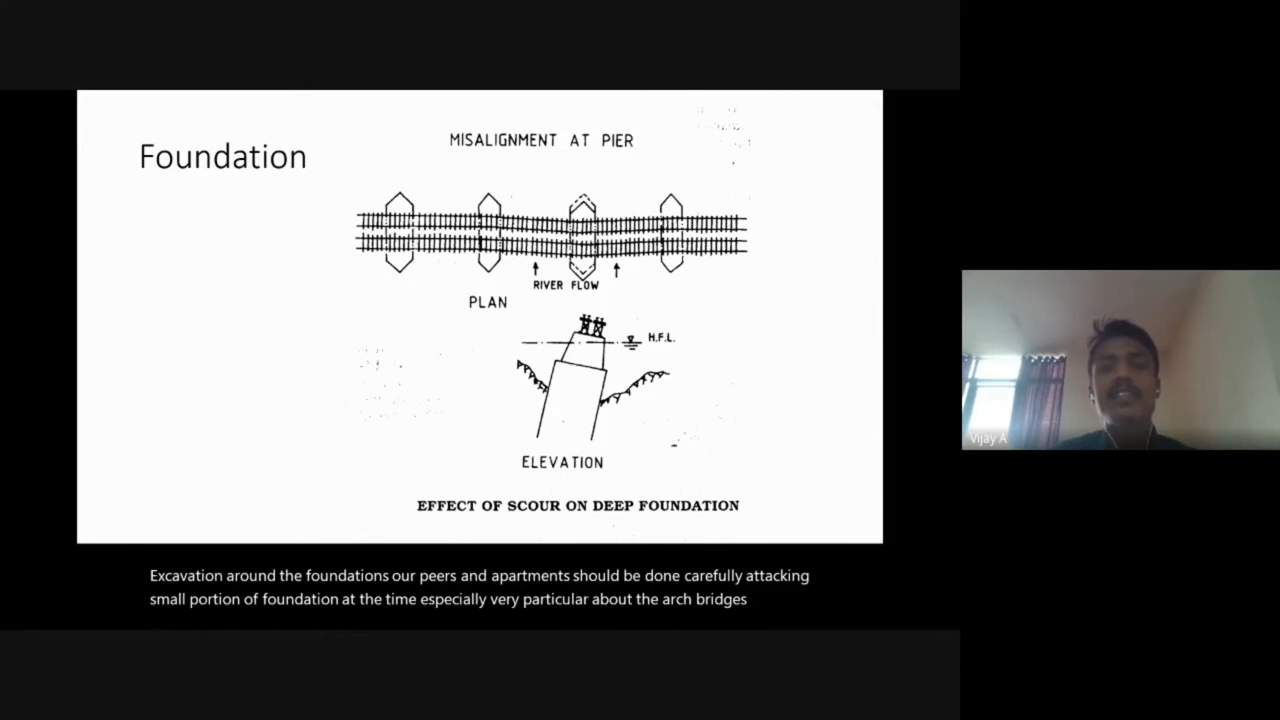 Foundation
MISALIGNMENT AT PIER
RIVER FLOW
PLAN
H.F.L.
ELEVATION
EFFECT OF SCOUR ON DEEP FOUNDATION
Vijay A
Excavation around the foundations our peers and apartments should be done carefully attacking
small portion of foundation at the time especially very particular about the arch bridges